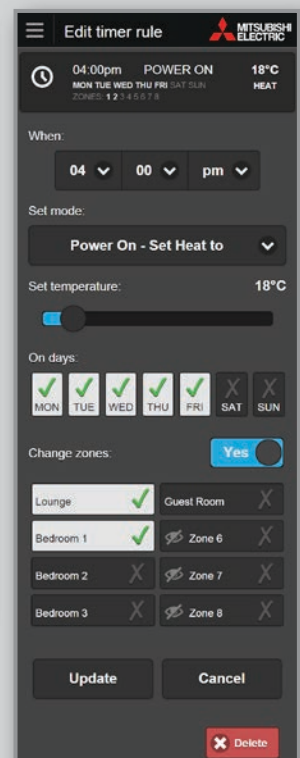 Edit timer rule
MITSUBISHI
ELECTRIC
04:00pm POWER ON 18°C
MON TUE WED THU FRI SAT SUN HEAT
ZONES: 1 2 3 4 5 6 7 8
When:
04 00 pm
Set mode:
Power On - Set Heat to
Set temperature: 18°C
On days:
MON TUE WED THU FRI SAT SUN
Change zones: Yes
Lounge Guest Room
Bedroom 1 Zone 6
Bedroom 2 Zone 7
Bedroom 3 Zone 8
Update Cancel
Delete